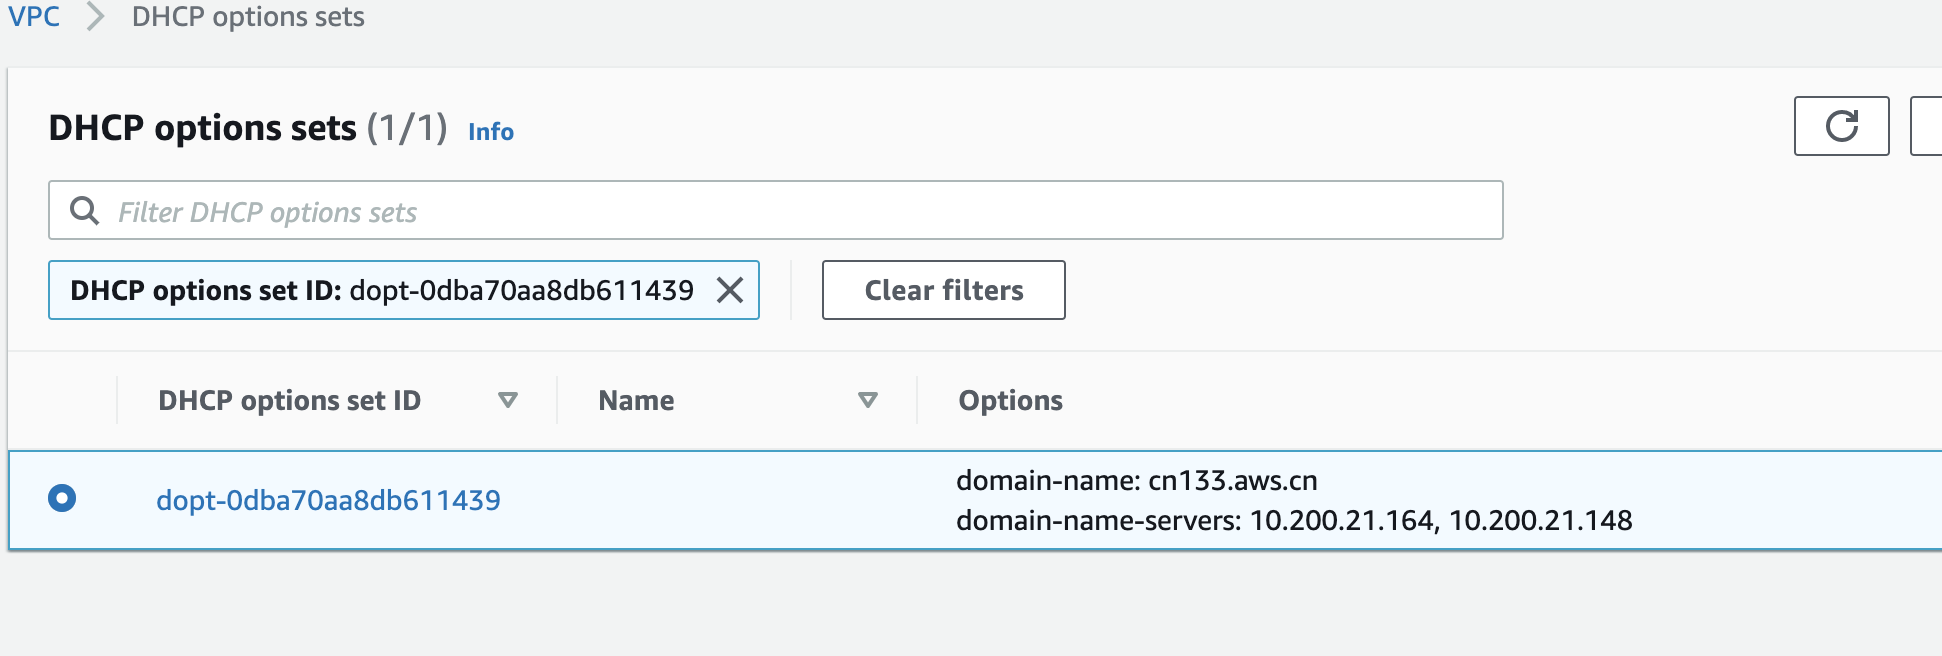 VPC > DHCP options sets
DHCP options sets (1/1) Info
Filter DHCP options sets
DHCP options set ID: dopt-0dba70aa8db611439 Clear filters
DHCP options set ID Name Options
dopt-0dba70aa8db611439
domain-name: cn133.aws.cn
domain-name-servers: 10.200.21.164, 10.200.21.148